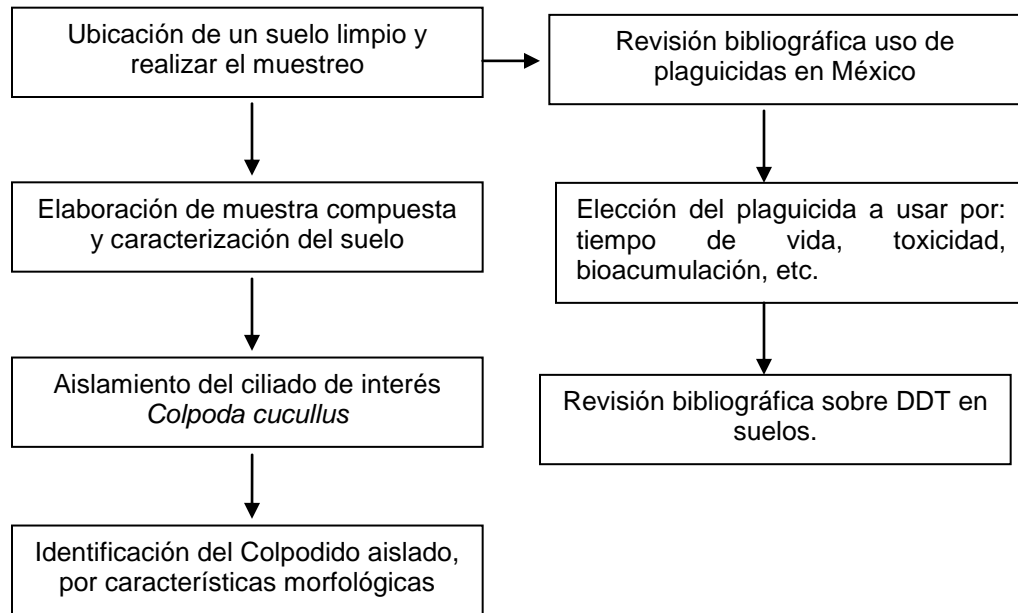 Ubicación de un suelo limpio y
realizar el muestreo
Revisión bibliográfica uso de
plaguicidas en México
Elaboración de muestra compuesta
y caracterización del suelo
Elección del plaguicida a usar por:
tiempo de vida, toxicidad,
bioacumulación, etc.
Aislamiento del ciliado de interés
Colpoda cucullus
Revisión bibliográfica sobre DDT en
suelos.
Identificación del Colpodido aislado,
por características morfológicas